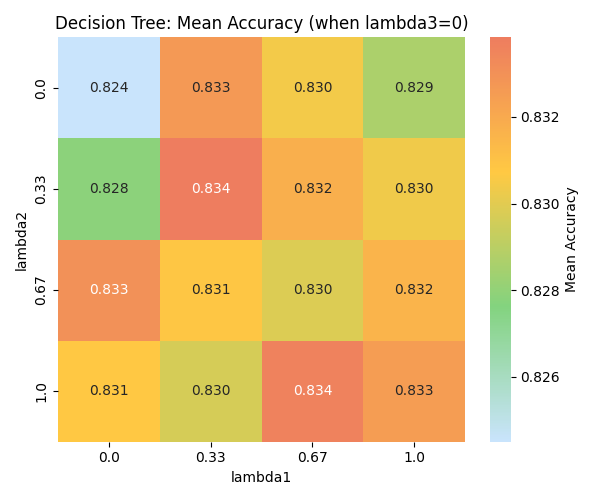 Decision Tree: Mean Accuracy (when lambda3=0)
0.0 0.824 0.833 0.830 0.829
0.33 0.828 0.834 0.832 0.830
0.67 0.833 0.831 0.830 0.832
1.0 0.831 0.830 0.834 0.833
0.0 0.33 0.67 1.0
lambda1
lambda2
0.832
0.830
0.828
0.826
Mean Accuracy